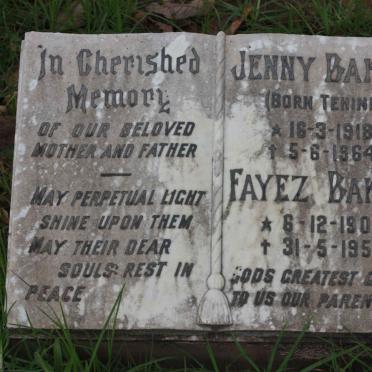 In Cherished
Memory
OF OUR BELOVED
MOTHER AND FATHER
MAY PERPETUAL LIGHT
SHINE UPON THEM
MAY THEIR DEAR
SOULS REST IN
PEACE
JENNY
(BORN
★ 16-3-1918
† 5-6-1964
FAYEZ
★ 6-12-190
† 31-5-195
GODS GREATEST
TO US OUR PAREN